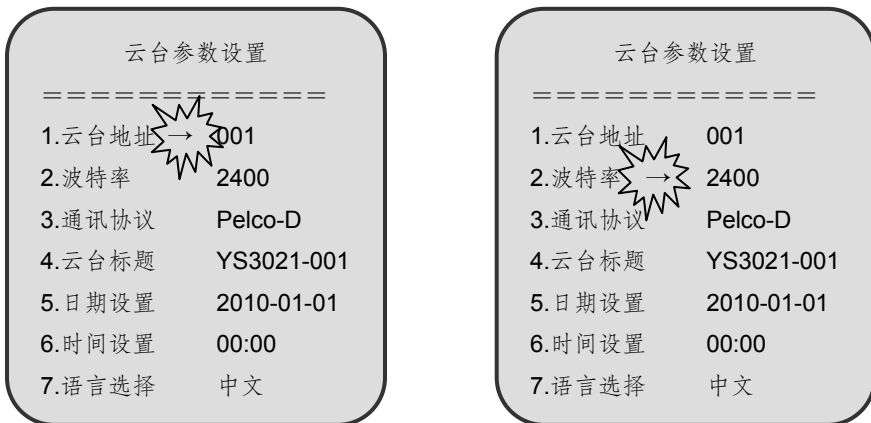 云台参数设置
============
1.云台地址 → 001
2.波特率 2400
3.通讯协议 Pelco-D
4.云台标题 YS3021-001
5.日期设置 2010-01-01
6.时间设置 00:00
7.语言选择 中文
云台参数设置
============
1.云台地址 001
2.波特率 → 2400
3.通讯协议 Pelco-D
4.云台标题 YS3021-001
5.日期设置 2010-01-01
6.时间设置 00:00
7.语言选择 中文